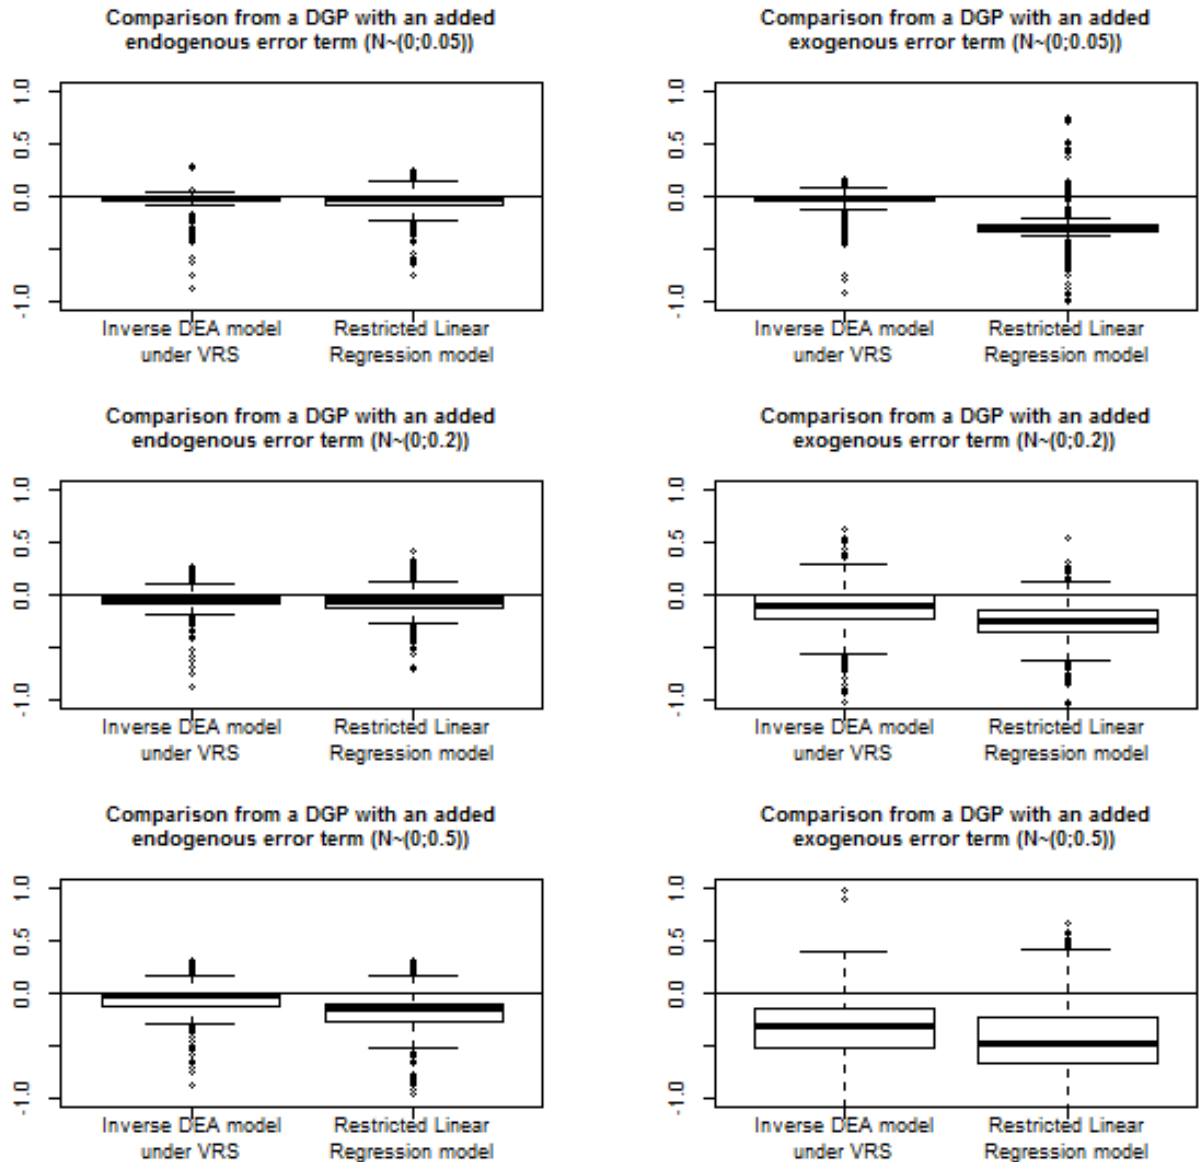 Comparison from a DGP with an added
endogenous error term (N~(0;0.05))
1.0
0.5
0.0
-1.0
Inverse DEA model
under VRS
Restricted Linear
Regression model
Comparison from a DGP with an added
exogenous error term (N~(0;0.05))
1.0
0.5
0.0
-1.0
Inverse DEA model
under VRS
Restricted Linear
Regression model
Comparison from a DGP with an added
endogenous error term (N~(0;0.2))
1.0
0.5
0.0
-1.0
Inverse DEA model
under VRS
Restricted Linear
Regression model
Comparison from a DGP with an added
exogenous error term (N~(0;0.2))
1.0
0.5
0.0
-1.0
Inverse DEA model
under VRS
Restricted Linear
Regression model
Comparison from a DGP with an added
endogenous error term (N~(0;0.5))
1.0
0.5
0.0
-1.0
Inverse DEA model
under VRS
Restricted Linear
Regression model
Comparison from a DGP with an added
exogenous error term (N~(0;0.5))
1.0
0.5
0.0
-1.0
Inverse DEA model
under VRS
Restricted Linear
Regression model